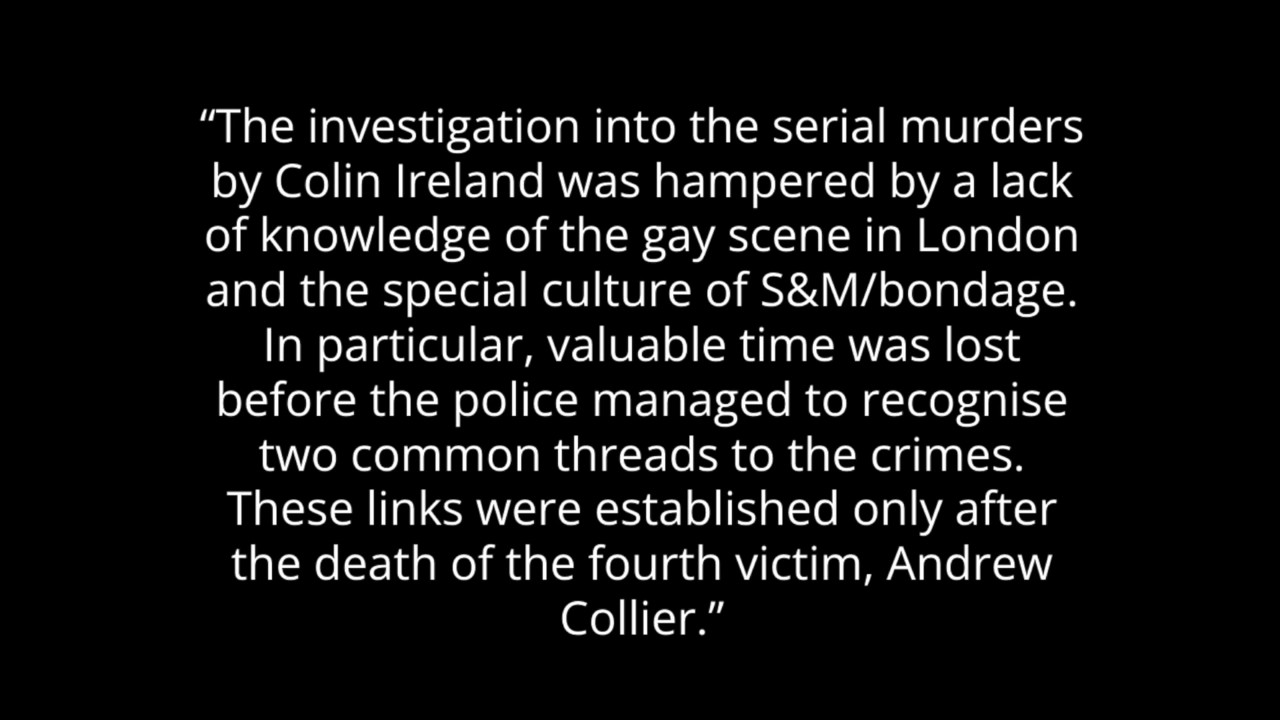 “The investigation into the serial murders
by Colin Ireland was hampered by a lack
of knowledge of the gay scene in London
and the special culture of S&M/bondage.
In particular, valuable time was lost
before the police managed to recognise
two common threads to the crimes.
These links were established only after
the death of the fourth victim, Andrew
Collier.”